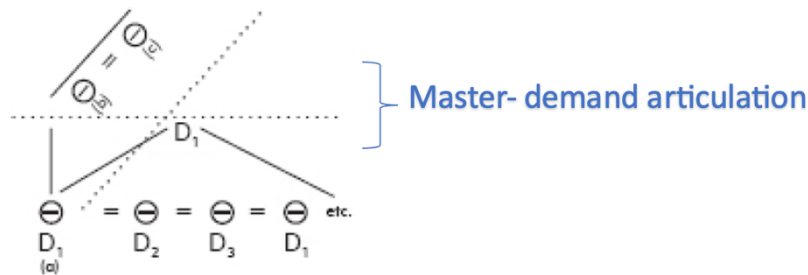 ⊖(c)
=
⊖(b)
Master- demand articulation
D₁
⊖ = ⊖ = ⊖ = ⊖ etc.
D₁ D₂ D₃ D₁
(a)